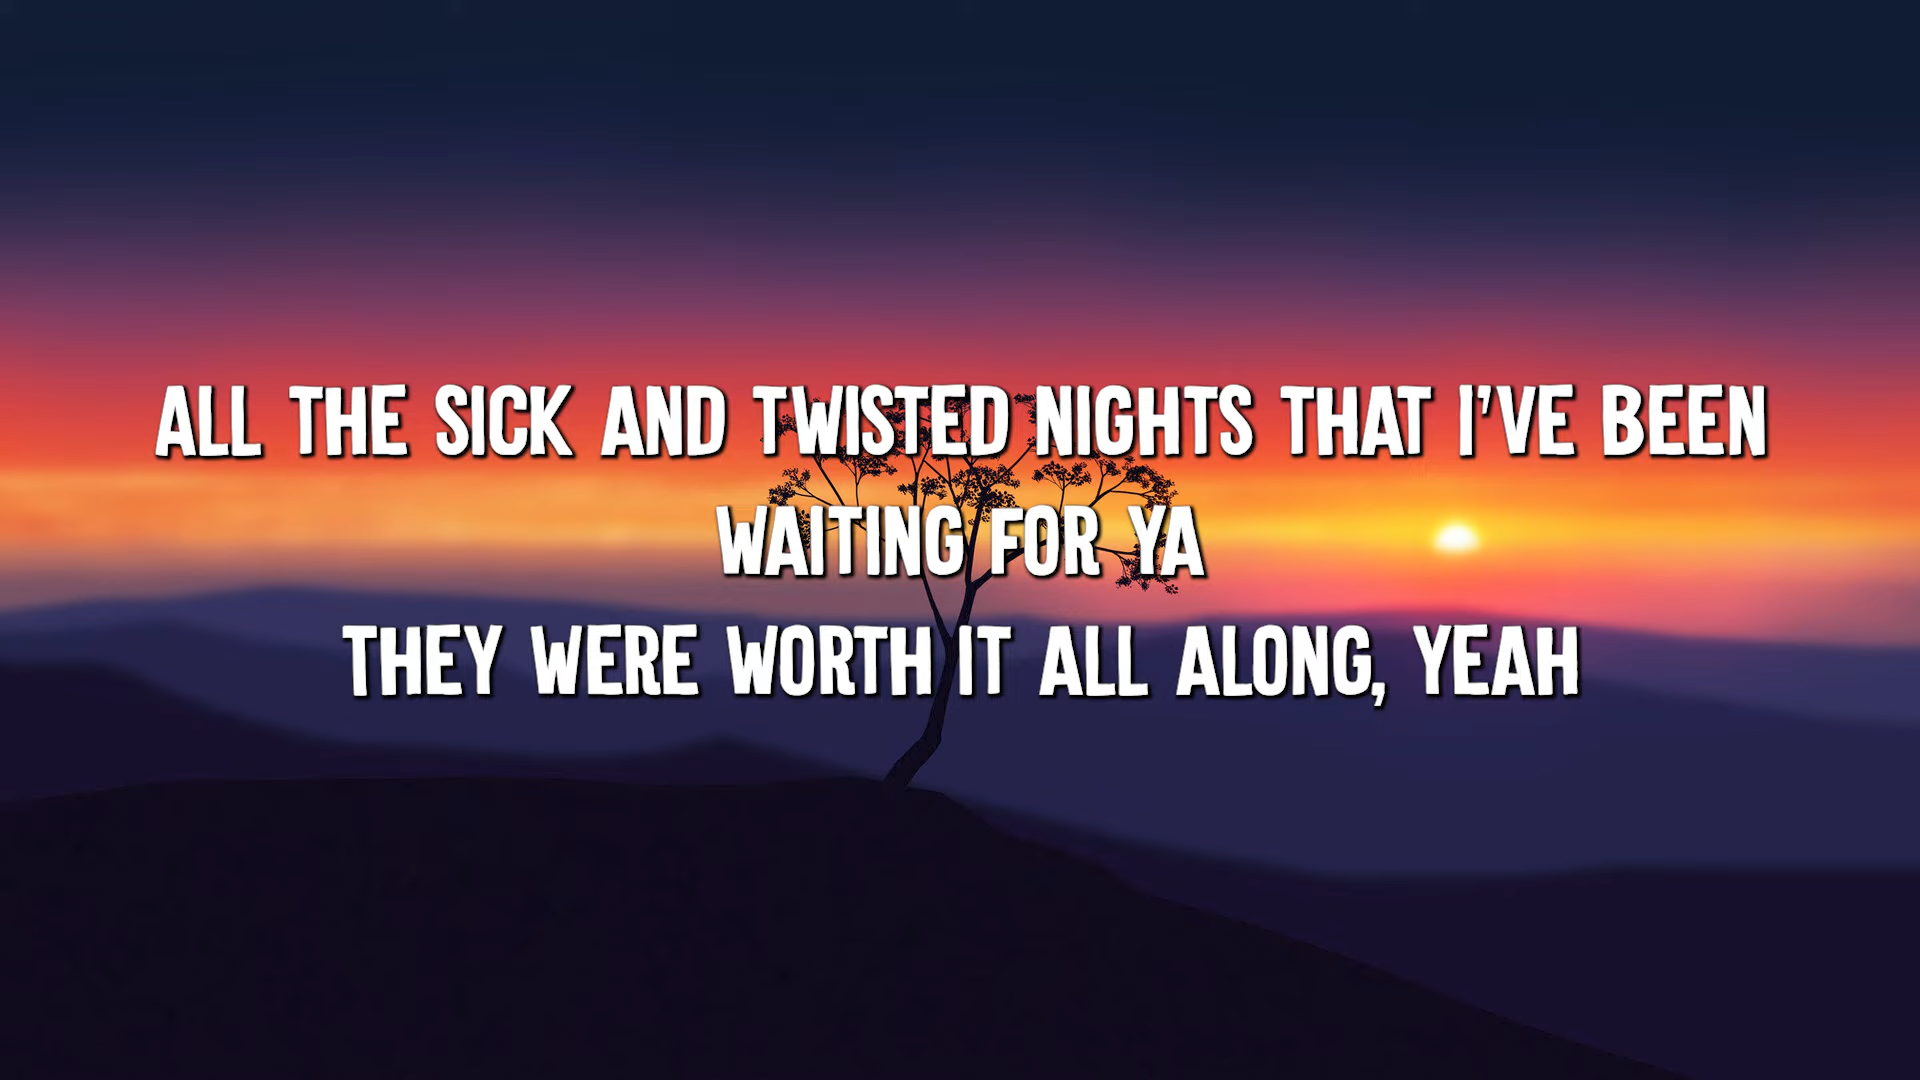 ALL THE SICK AND TWISTED NIGHTS THAT I'VE BEEN
WAITING FOR YA
THEY WERE WORTH IT ALL ALONG, YEAH